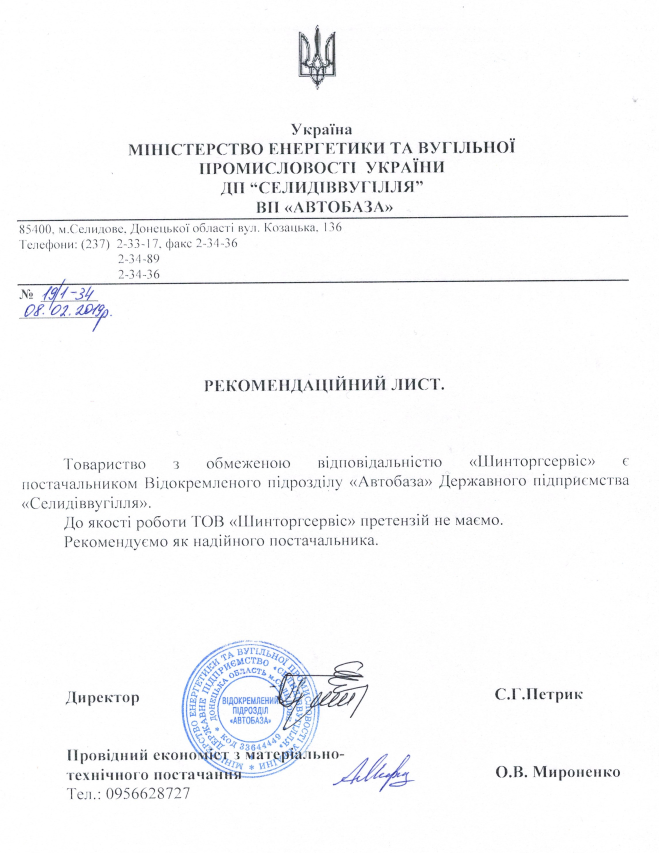 Україна
МІНІСТЕРСТВО ЕНЕРГЕТИКИ ТА ВУГІЛЬНОЇ
ПРОМИСЛОВОСТІ УКРАЇНИ
ДП “СЕЛИДІВВУГІЛЛЯ”
ВП «АВТОБАЗА»
85400, м.Селидове, Донецької області вул. Козацька, 136
Телефони: (237) 2-33-17, факс 2-34-36
2-34-89
2-34-36
№ 19/1-34
08.02.2019р.
РЕКОМЕНДАЦІЙНИЙ ЛИСТ.
Товариство з обмеженою відповідальністю «Шинторгсервіс» є
постачальником Відокремленого підрозділу «Автобаза» Державного підприємства
«Селидіввугілля».
До якості роботи ТОВ «Шинторгсервіс» претензій не маємо.
Рекомендуємо як надійного постачальника.
Директор С.Г.Петрик
МІНІСТЕРСТВО ЕНЕРГЕТИКИ ТА ВУГІЛЬНОЇ ПРОМИСЛОВОСТІ УКРАЇНИ
ДЕРЖАВНЕ ПІДПРИЄМСТВО «СЕЛИДІВВУГІЛЛЯ»
ДОНЕЦЬКА ОБЛАСТЬ
КОД 33644449
ВІДОКРЕМЛЕНИЙ
ПІДРОЗДІЛ
«АВТОБАЗА»
Провідний економіст з матеріально-
технічного постачання О.В. Мироненко
Тел.: 0956628727